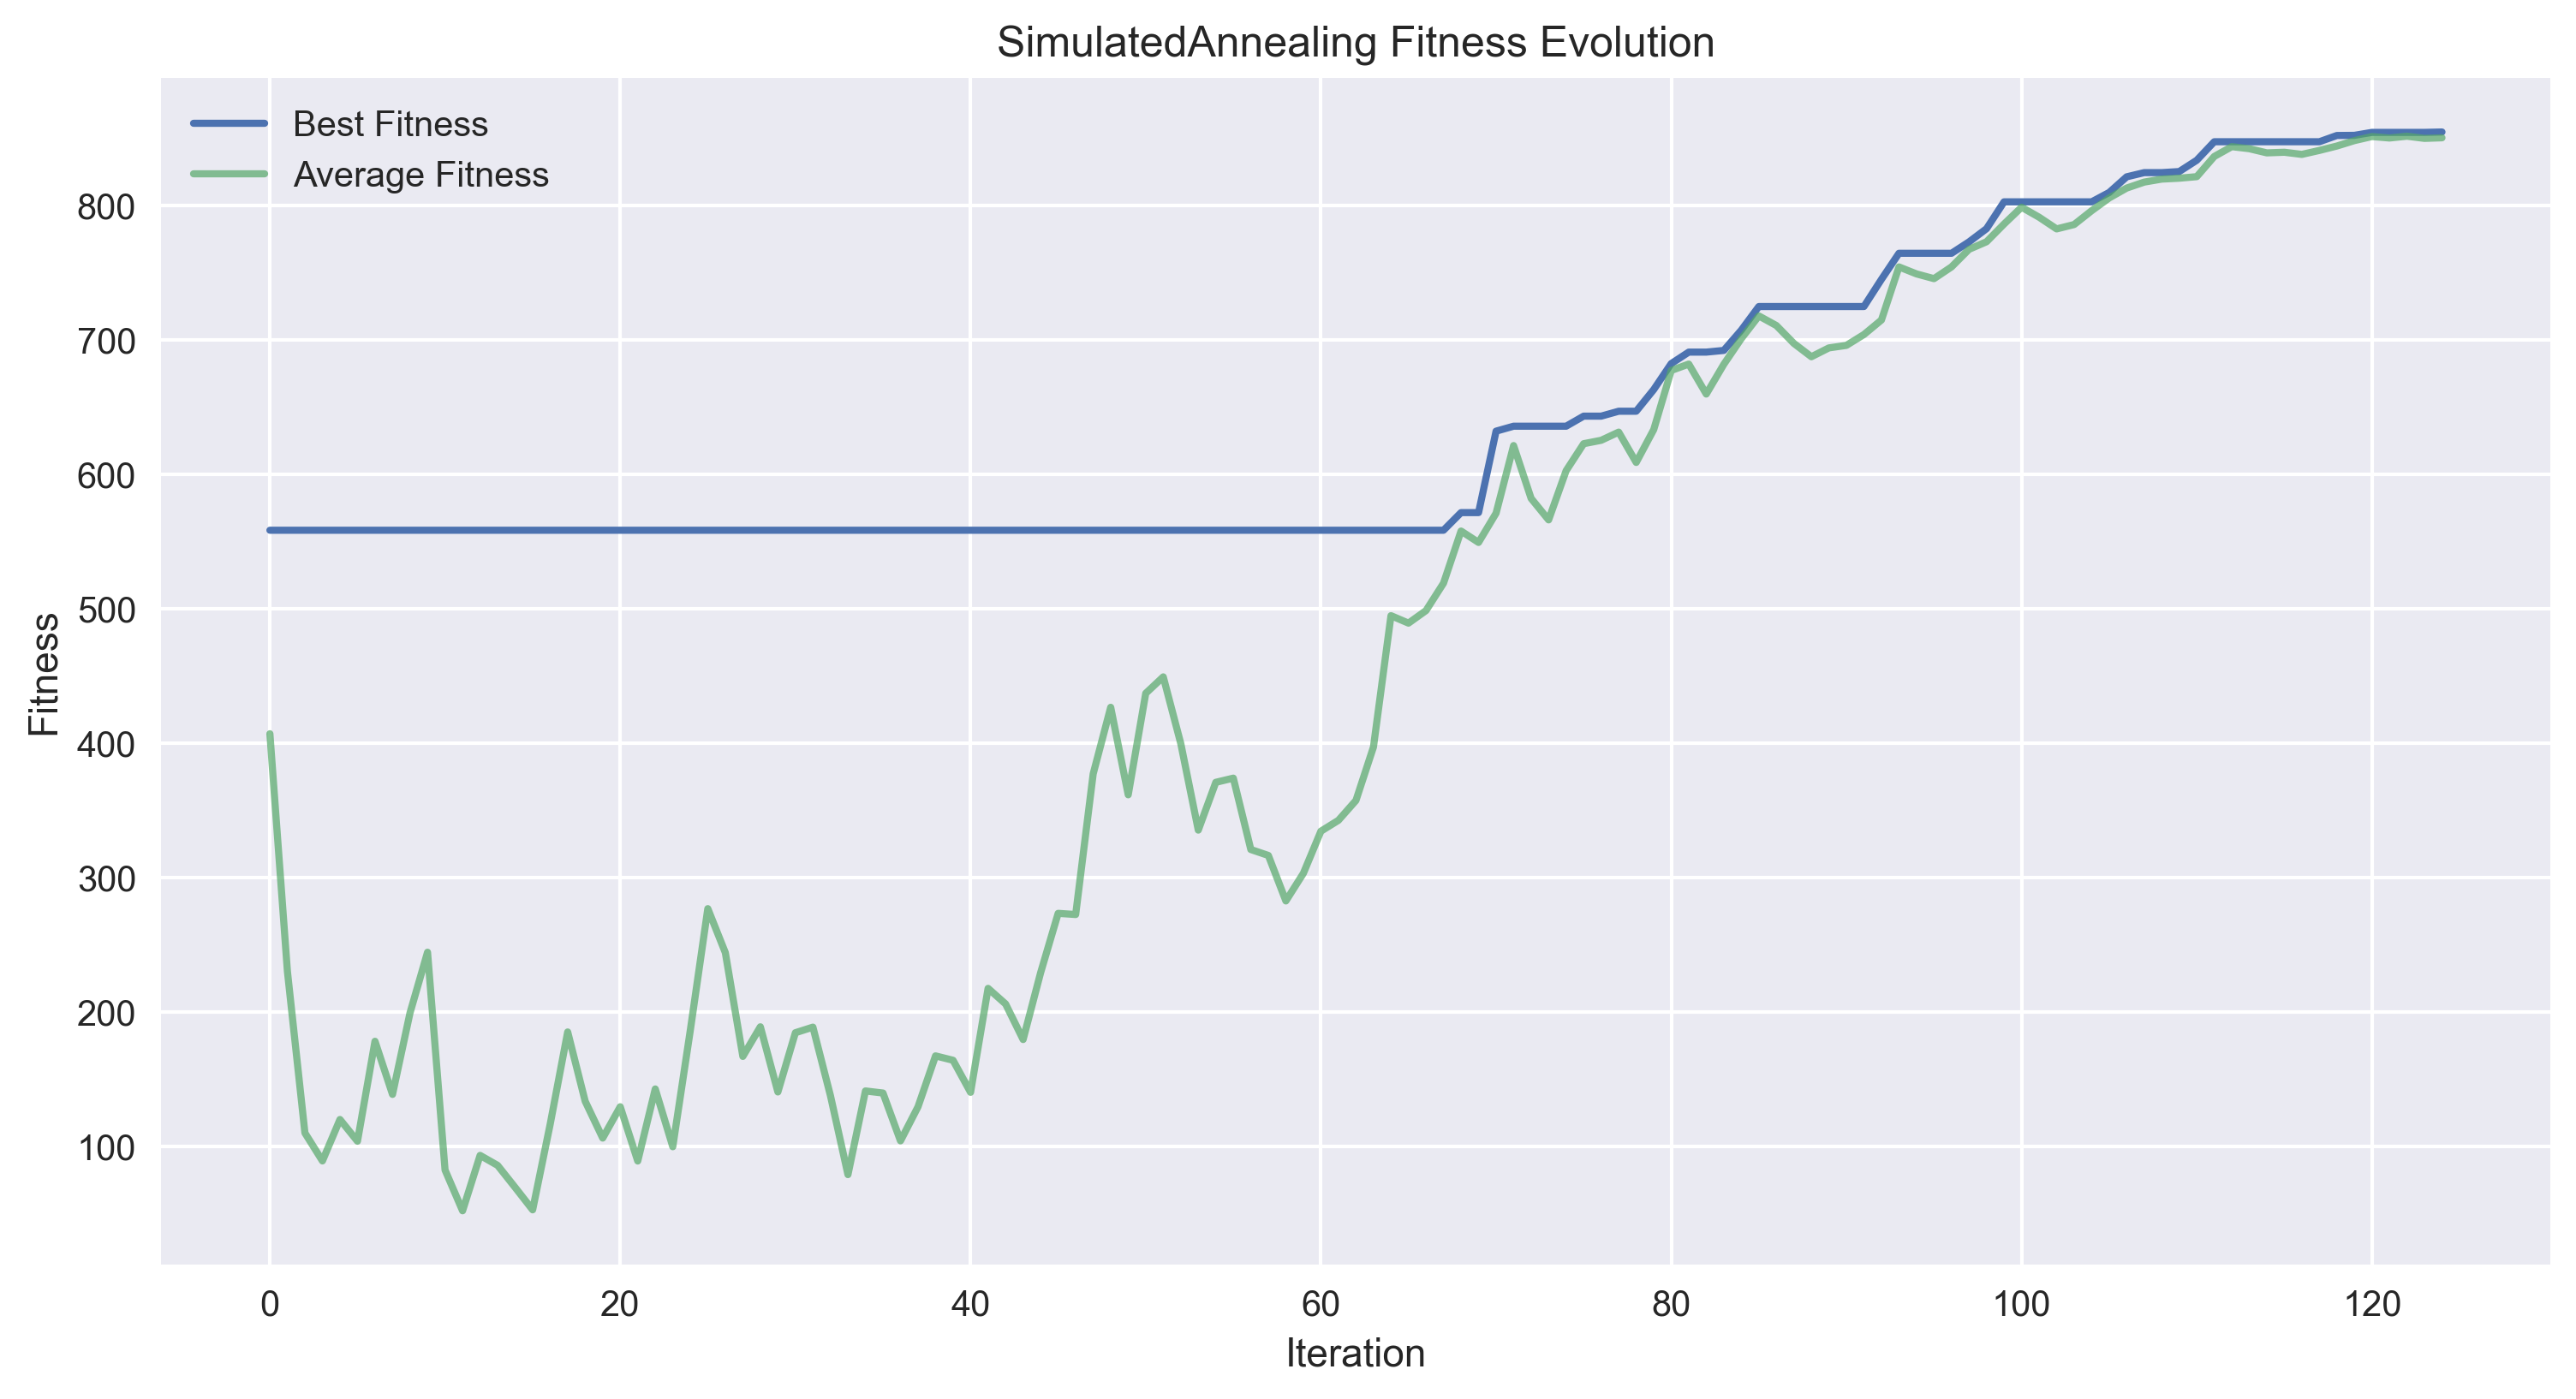 SimulatedAnnealing Fitness Evolution
Best Fitness
Average Fitness
800
700
600
500
400
300
200
100
Fitness
0 20 40 60 80 100 120
Iteration